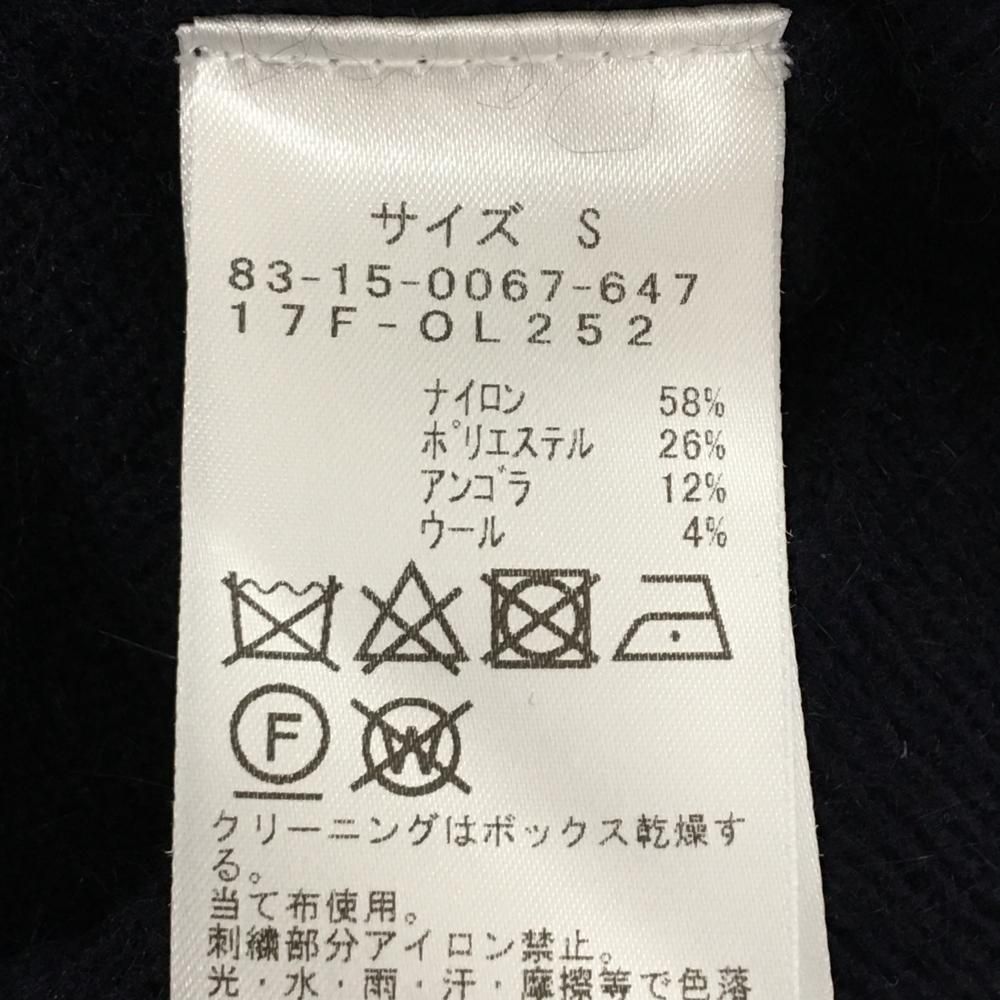 サイズ S
83-15-0067-647
17F-OL252
ナイロン 58%
ポリエステル 26%
アンゴラ 12%
ウール 4%
F
W
クリーニングはボックス乾燥す
る。
当て布使用。
刺繍部分アイロン禁止。
光・水・雨・汗・摩擦等で色落